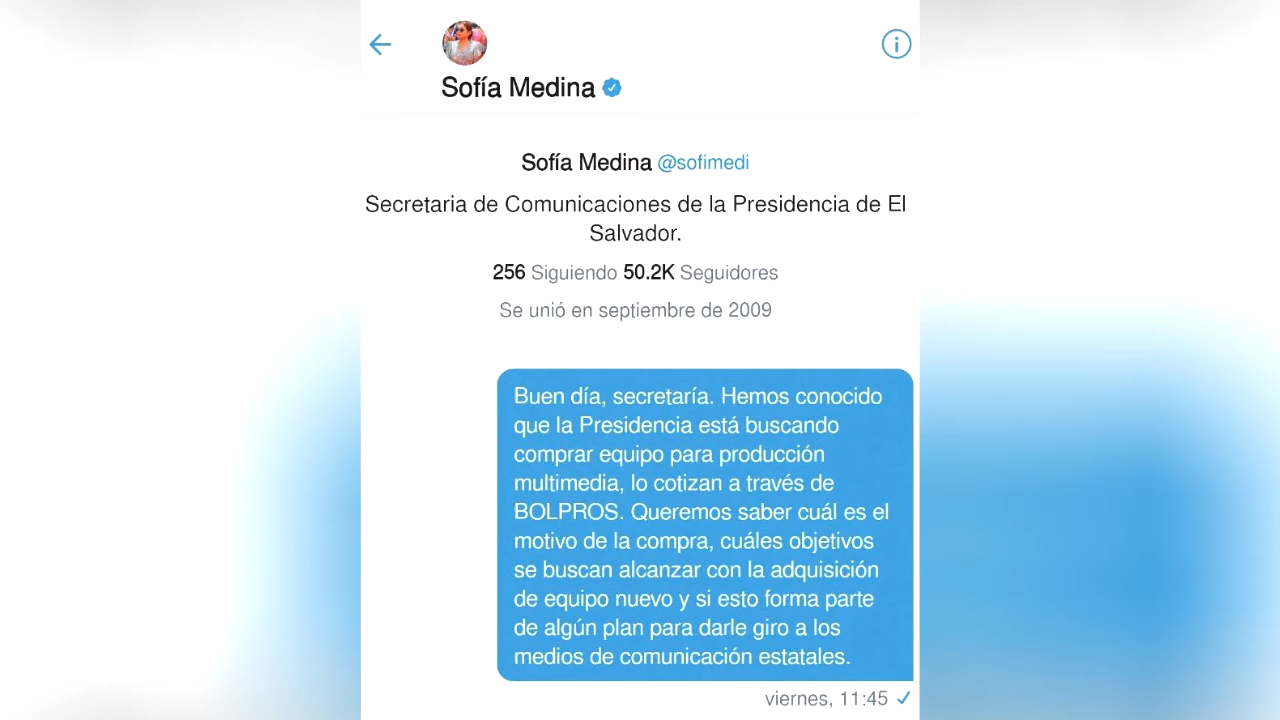 Sofía Medina
Sofía Medina @sofimedi
Secretaria de Comunicaciones de la Presidencia de El
Salvador.
256 Siguiendo 50.2K Seguidores
Se unió en septiembre de 2009
Buen día, secretaría. Hemos conocido
que la Presidencia está buscando
comprar equipo para producción
multimedia, lo cotizan a través de
BOLPROS. Queremos saber cuál es el
motivo de la compra, cuáles objetivos
se buscan alcanzar con la adquisición
de equipo nuevo y si esto forma parte
de algún plan para darle giro a los
medios de comunicación estatales.
viernes, 11:45